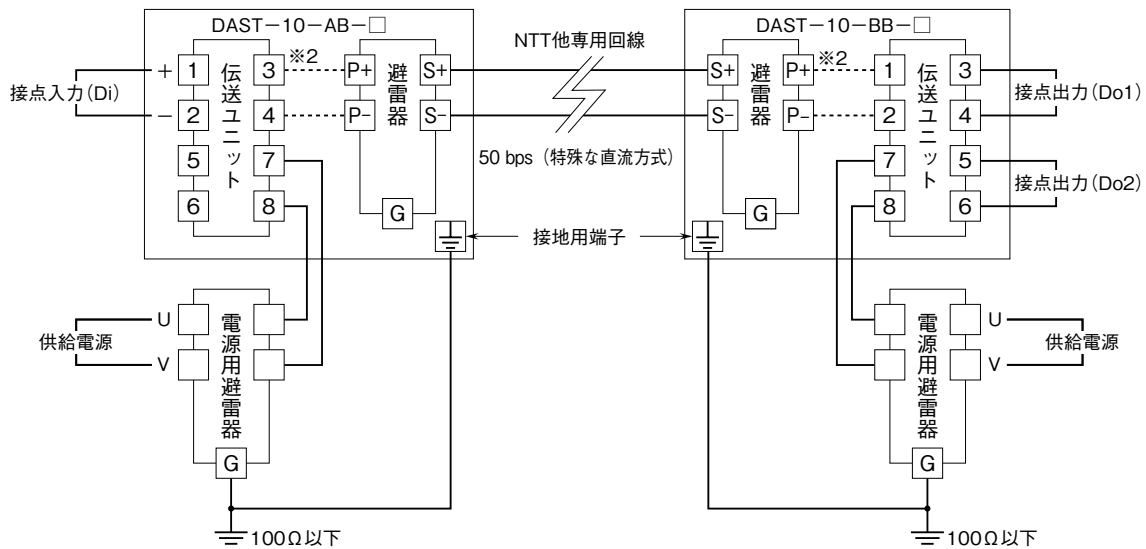 DAST−10−AB−□
DAST−10−BB−□
NTT他専用回線
50 bps（特殊な直流方式）
接点入力(Di)
+ 1 3 ※2 P+ S+
− 2 4 P− S−
5 7
6 8
伝送ユニット
避雷器
G
S+ P+ ※2 1 3
S− P− 2 4
7 5
8 6
避雷器
伝送ユニット
G
接点出力(Do1)
接点出力(Do2)
接地用端子
供給電源
U
V
電源用避雷器
G
100Ω以下
U
V
供給電源
電源用避雷器
G
100Ω以下